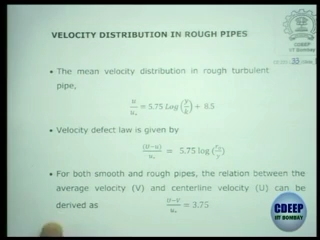 VELOCITY DISTRIBUTION IN ROUGH PIPES
CDEEP
IIT Bombay
• The mean velocity distribution in rough turbulent
pipe,
u/u* = 5.75 Log (y/k) + 8.5
• Velocity defect law is given by
(U-u)/u* = 5.75 log (r₀/y)
• For both smooth and rough pipes, the relation between the
average velocity (V) and centerline velocity (U) can be
derived as (U-V)/u* = 3.75
CDEEP
IIT BOMBAY